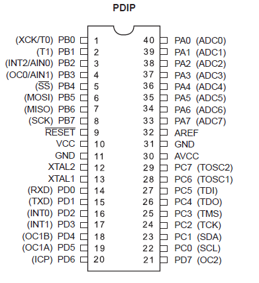 PDIP
(XCK/T0) PB0 1 40 PA0 (ADC0)
(T1) PB1 2 39 PA1 (ADC1)
(INT2/AIN0) PB2 3 38 PA2 (ADC2)
(OC0/AIN1) PB3 4 37 PA3 (ADC3)
(SS) PB4 5 36 PA4 (ADC4)
(MOSI) PB5 6 35 PA5 (ADC5)
(MISO) PB6 7 34 PA6 (ADC6)
(SCK) PB7 8 33 PA7 (ADC7)
RESET 9 32 AREF
VCC 10 31 GND
GND 11 30 AVCC
XTAL2 12 29 PC7 (TOSC2)
XTAL1 13 28 PC6 (TOSC1)
(RXD) PD0 14 27 PC5 (TDI)
(TXD) PD1 15 26 PC4 (TDO)
(INT0) PD2 16 25 PC3 (TMS)
(INT1) PD3 17 24 PC2 (TCK)
(OC1B) PD4 18 23 PC1 (SDA)
(OC1A) PD5 19 22 PC0 (SCL)
(ICP) PD6 20 21 PD7 (OC2)